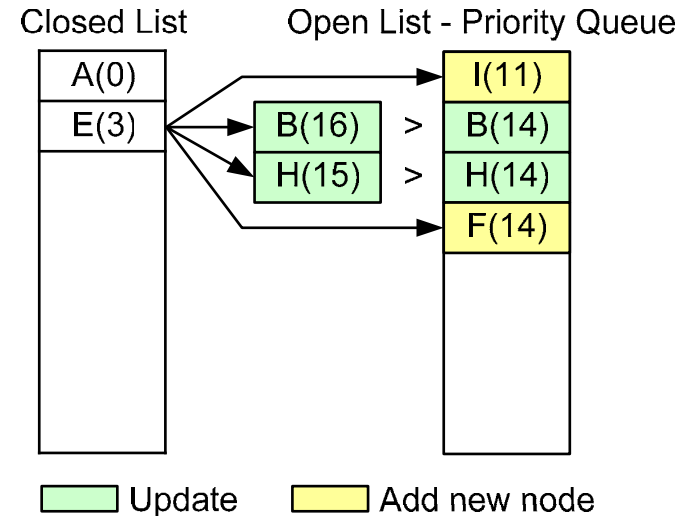 Closed List
Open List - Priority Queue
A(0)
I(11)
E(3)
B(16)
>
B(14)
H(15)
>
H(14)
F(14)
Update
Add new node